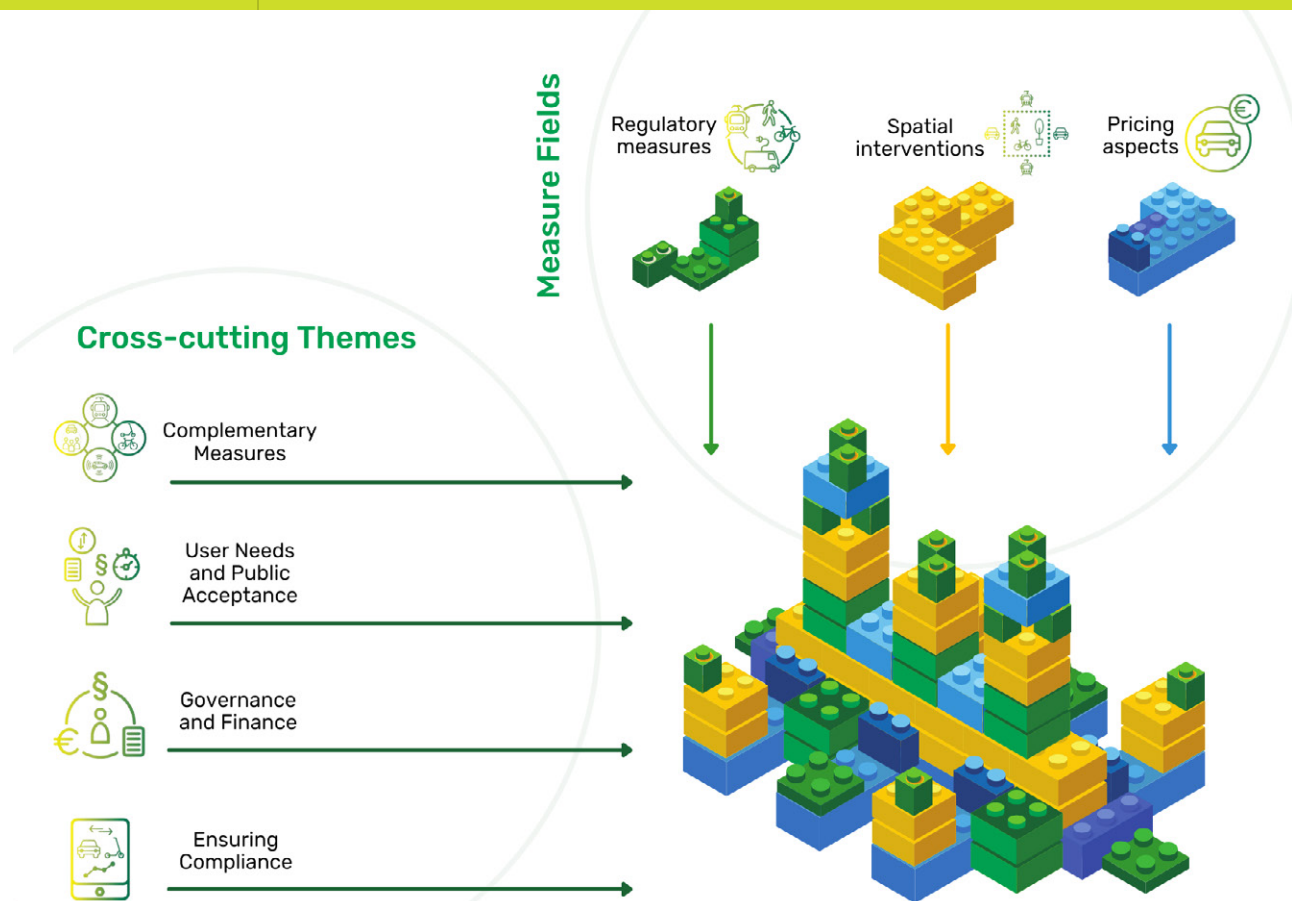 Measure Fields
Regulatory
measures
Spatial
interventions
Pricing
aspects
€
Cross-cutting Themes
Complementary
Measures
§
User Needs
and Public
Acceptance
§
€
Governance
and Finance
Ensuring
Compliance